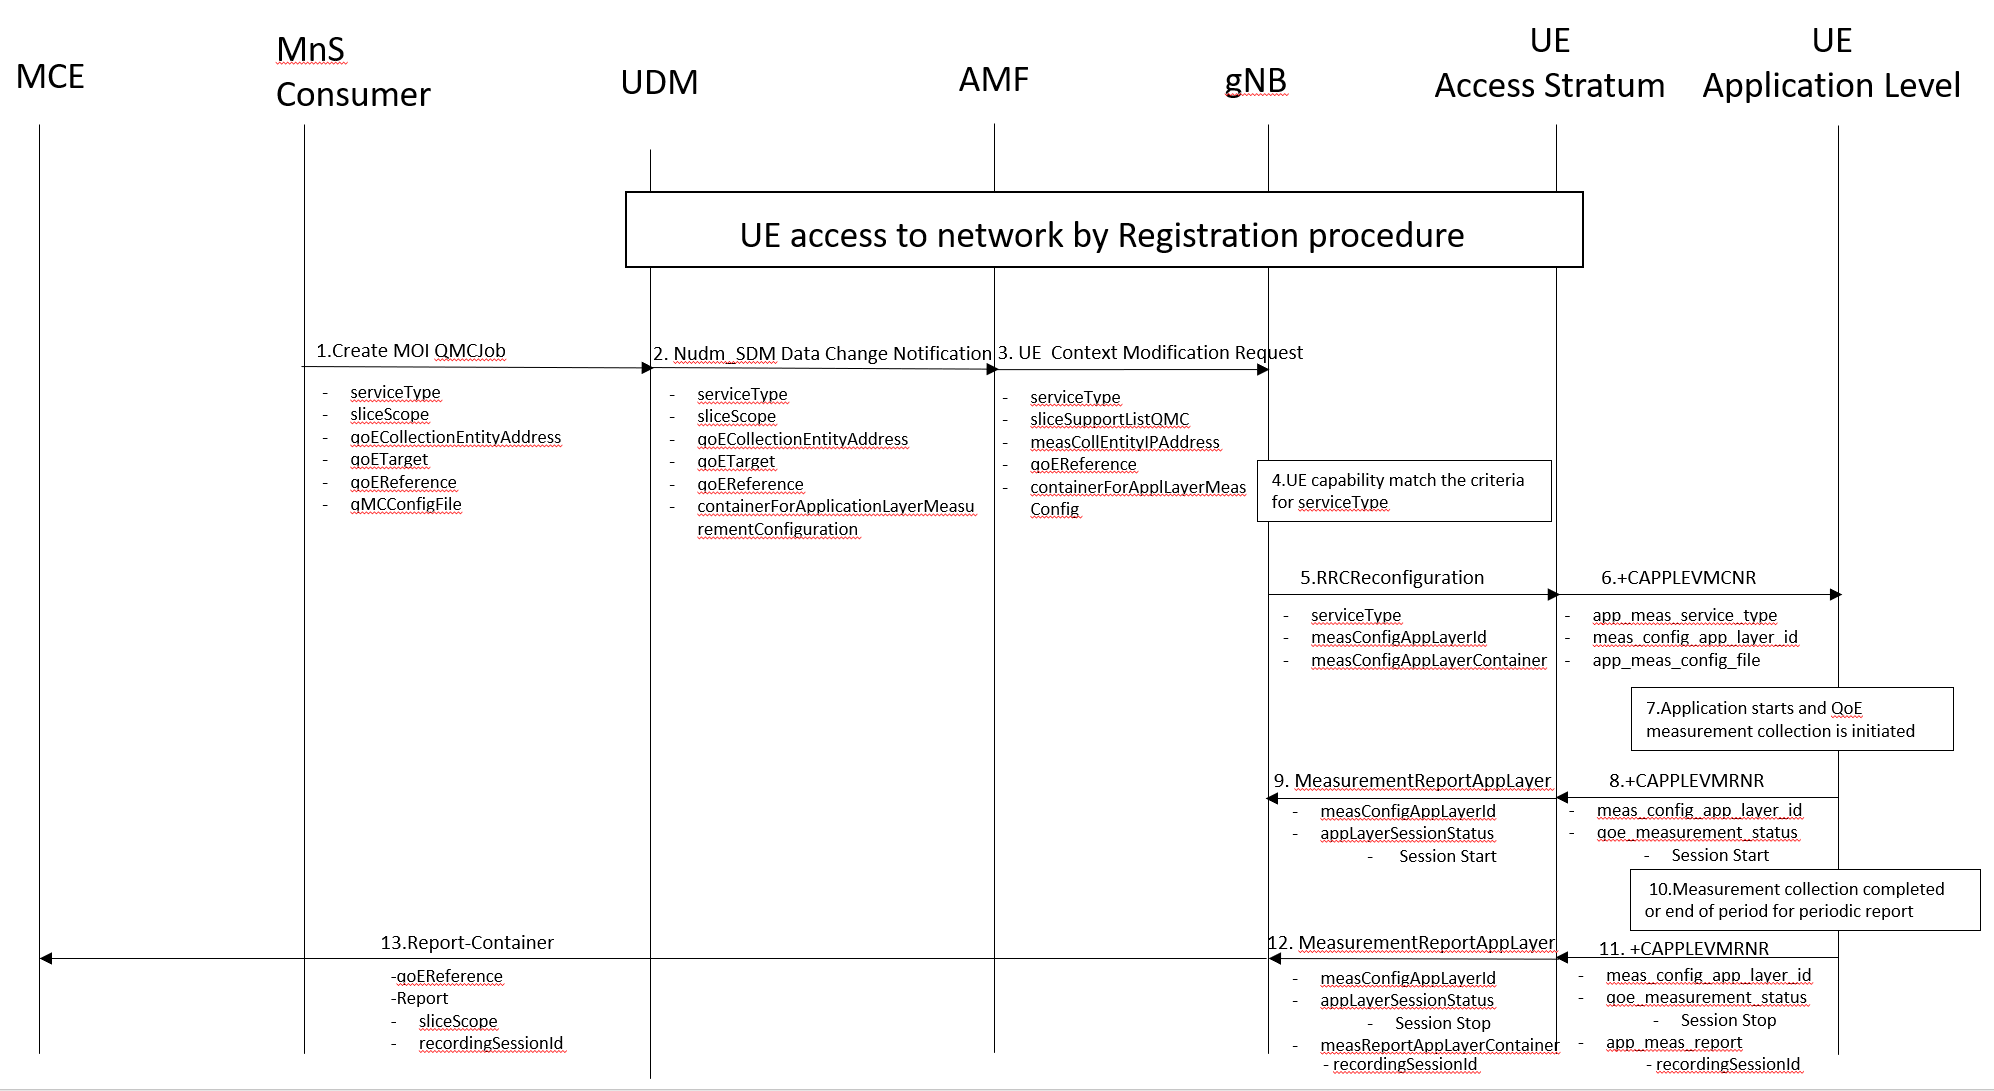 MCE
MnS
Consumer
UDM
AMF
gNB
UE
Access Stratum
UE
Application Level
UE access to network by Registration procedure
1.Create MOI QMCJob
- serviceType
- sliceScope
- qoECollectionEntityAddress
- qoETarget
- qoEReference
- qMCConfigFile
2. Nudm_SDM Data Change Notification
- serviceType
- sliceScope
- qoECollectionEntityAddress
- qoETarget
- qoEReference
- containerForApplicationLayerMeasu
rementConfiguration
3. UE Context Modification Request
- serviceType
- sliceSupportListQMC
- measCollEntityIPAddress
- qoEReference
- containerForApplLayerMeas
Config
4.UE capability match the criteria
for serviceType
5.RRCReconfiguration
- serviceType
- measConfigAppLayerId
- measConfigAppLayerContainer
6.+CAPPLEVMCNR
- app_meas_service_type
- meas_config_app_layer_id
- app_meas_config_file
7.Application starts and QoE
measurement collection is initiated
8.+CAPPLEVMRNR
- meas_config_app_layer_id
- qoe_measurement_status
- Session Start
9. MeasurementReportAppLayer
- measConfigAppLayerId
- appLayerSessionStatus
- Session Start
10.Measurement collection completed
or end of period for periodic report
11. +CAPPLEVMRNR
- meas_config_app_layer_id
- qoe_measurement_status
- Session Stop
- app_meas_report
- recordingSessionId
12. MeasurementReportAppLayer
- measConfigAppLayerId
- appLayerSessionStatus
- Session Stop
- measReportAppLayerContainer
- recordingSessionId
13.Report-Container
-qoEReference
-Report
- sliceScope
- recordingSessionId